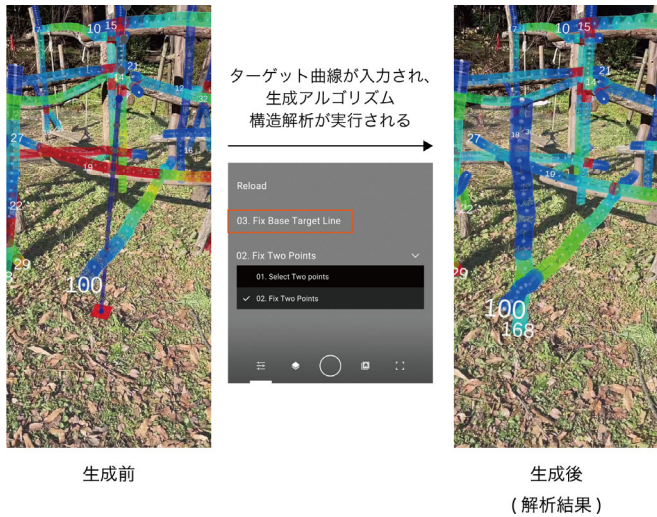 17
10
15
14
21
12
22
27
19
16
22
29
100
ターゲット曲線が入力され、
生成アルゴリズム
構造解析が実行される
Reload
03. Fix Base Target Line
02. Fix Two Points
01. Select Two points
✓ 02. Fix Two Points
17
10
15
14
21
12
27
18
19
29
100
168
生成前
生成後
(解析結果)